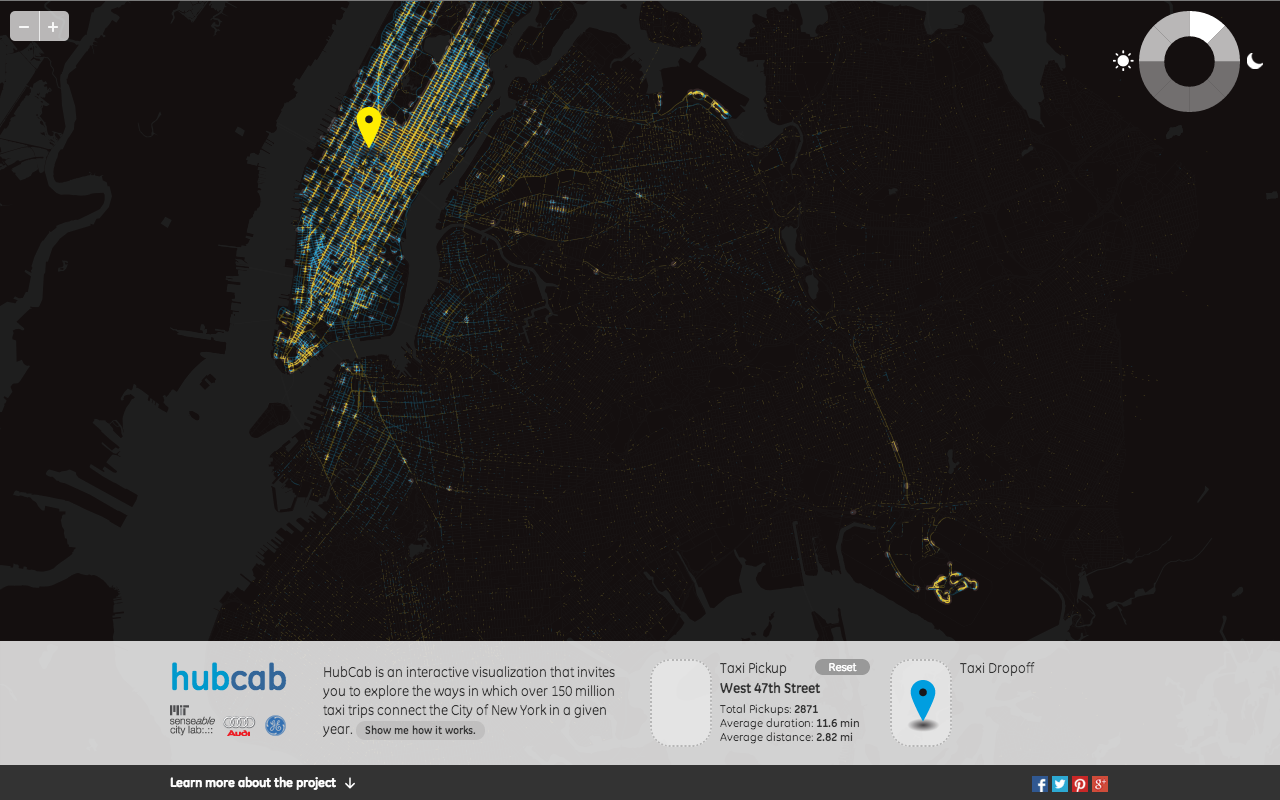 − +
hubcab
MIT
senseable
city lab:.::
Audi
HubCab is an interactive visualization that invites
you to explore the ways in which over 150 million
taxi trips connect the City of New York in a given
year. Show me how it works.
Taxi Pickup Reset
West 47th Street
Total Pickups: 2871
Average duration: 11.6 min
Average distance: 2.82 mi
Taxi Dropoff
Learn more about the project ↓